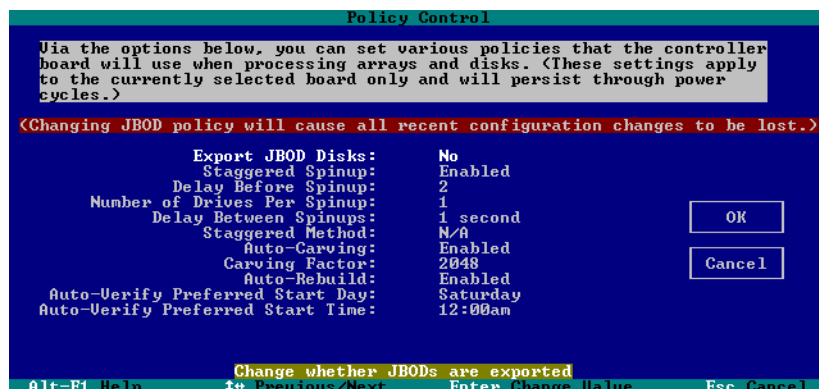 Policy Control
Via the options below, you can set various policies that the controller
board will use when processing arrays and disks. (These settings apply
to the currently selected board only and will persist through power
cycles.)
(Changing JBOD policy will cause all recent configuration changes to be lost.)
Export JBOD Disks: No
Staggered Spinup: Enabled
Delay Before Spinup: 2
Number of Drives Per Spinup: 1
Delay Between Spinups: 1 second
Staggered Method: N/A
Auto-Carving: Enabled
Carving Factor: 2048
Auto-Rebuild: Enabled
Auto-Verify Preferred Start Day: Saturday
Auto-Verify Preferred Start Time: 12:00am
OK
Cancel
Change whether JBODs are exported
Alt-F1 Help Previous/Next Enter Change Value Esc Cancel